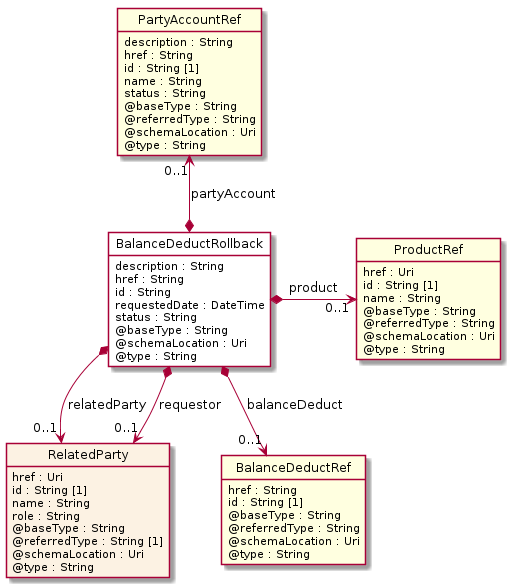 PartyAccountRef
description : String
href : String
id : String [1]
name : String
status : String
@baseType : String
@referredType : String
@schemaLocation : Uri
@type : String
0..1
partyAccount
BalanceDeductRollback
description : String
href : String
id : String
requestedDate : DateTime
status : String
@baseType : String
@schemaLocation : Uri
@type : String
product
0..1
ProductRef
href : Uri
id : String [1]
name : String
@baseType : String
@referredType : String
@schemaLocation : Uri
@type : String
relatedParty
requestor
balanceDeduct
0..1
0..1
0..1
RelatedParty
href : Uri
id : String [1]
name : String
role : String
@baseType : String
@referredType : String [1]
@schemaLocation : Uri
@type : String
BalanceDeductRef
href : String
id : String [1]
@baseType : String
@referredType : String
@schemaLocation : Uri
@type : String